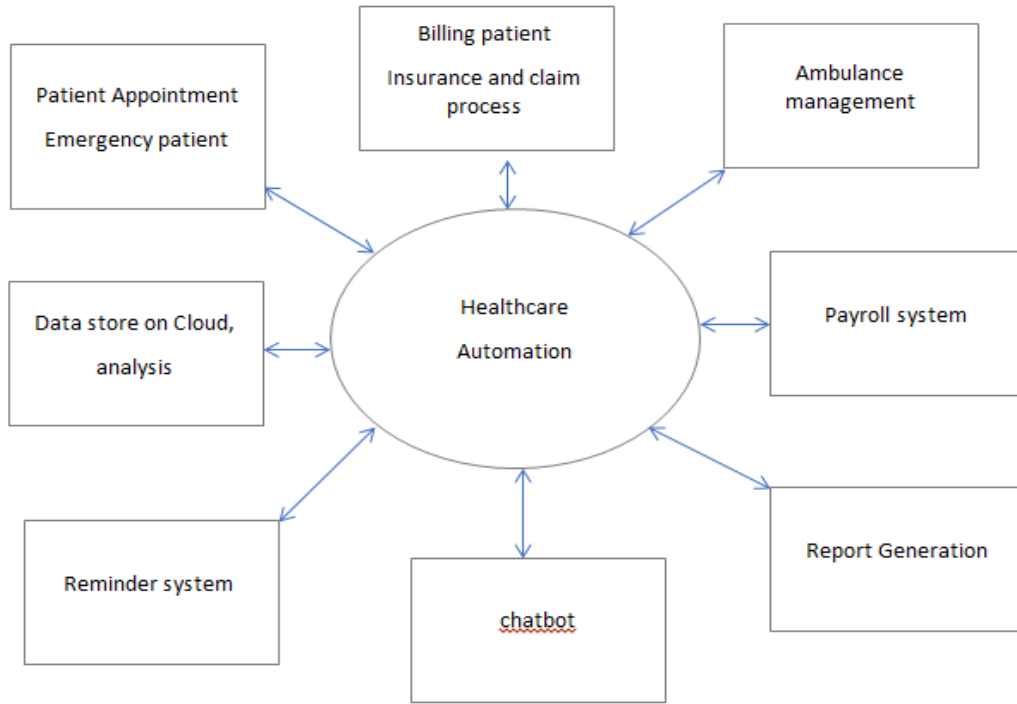 Billing patient
Insurance and claim
process
Ambulance
management
Patient Appointment
Emergency patient
Healthcare
Automation
Data store on Cloud,
analysis
Payroll system
Reminder system
chatbot
Report Generation